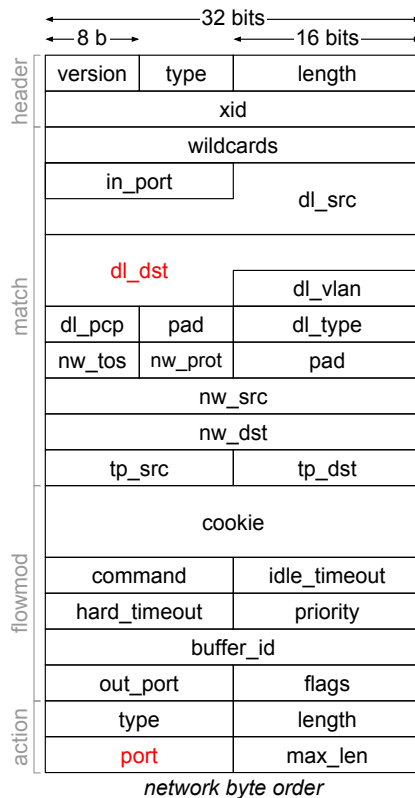 32 bits
8 b 16 bits
header
version type length
xid
match
wildcards
in_port dl_src
dl_dst dl_vlan
dl_pcp pad dl_type
nw_tos nw_prot pad
nw_src
nw_dst
tp_src tp_dst
flowmod
cookie
command idle_timeout
hard_timeout priority
buffer_id
out_port flags
action
type length
port max_len
network byte order